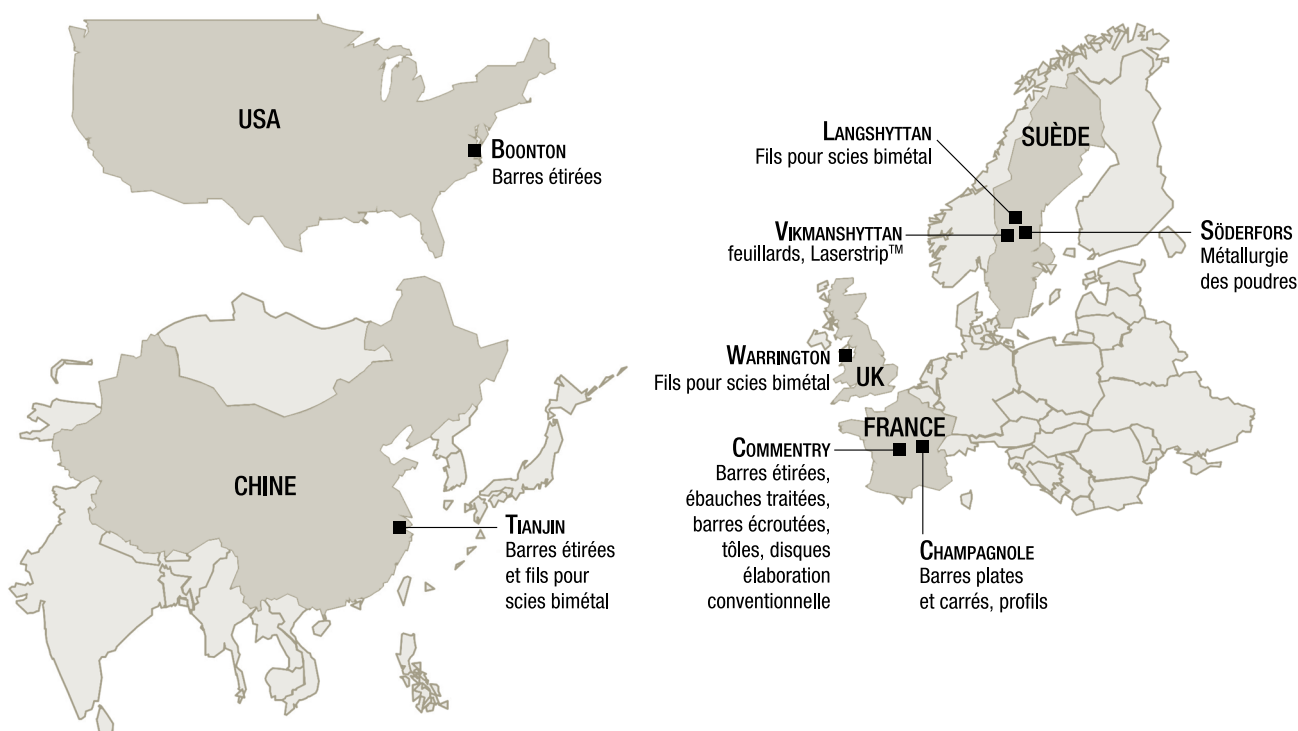 USA
BOONTON
Barres étirées
CHINE
TIANJIN
Barres étirées
et fils pour
scies bimétal
LANGSHYTTAN
Fils pour scies bimétal
SUÈDE
VIKMANSHYTTAN
feuillards, Laserstrip™
SÖDERFORS
Métallurgie
des poudres
WARRINGTON
Fils pour scies bimétal
UK
FRANCE
COMMENTRY
Barres étirées,
ébauches traitées,
barres écroutées,
tôles, disques
élaboration
conventionnelle
CHAMPAGNOLE
Barres plates
et carrés, profils